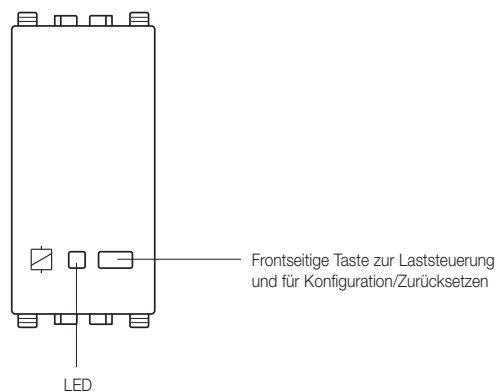 Frontseitige Taste zur Laststeuerung
und für Konfiguration/Zurücksetzen
LED